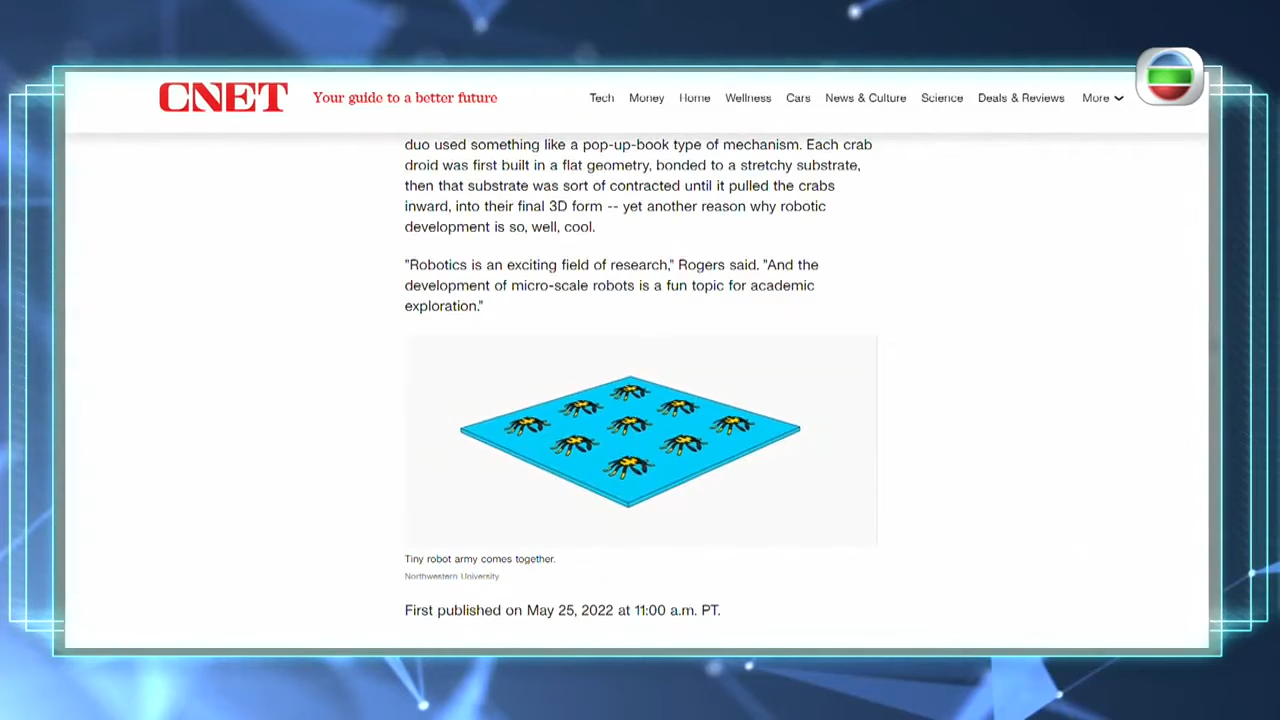 CNET Your guide to a better future Tech Money Home Wellness Cars News & Culture Science Deals & Reviews More
duo used something like a pop-up-book type of mechanism. Each crab
droid was first built in a flat geometry, bonded to a stretchy substrate,
then that substrate was sort of contracted until it pulled the crabs
inward, into their final 3D form -- yet another reason why robotic
development is so, well, cool.
"Robotics is an exciting field of research," Rogers said. "And the
development of micro-scale robots is a fun topic for academic
exploration."
Tiny robot army comes together.
Northwestern University
First published on May 25, 2022 at 11:00 a.m. PT.